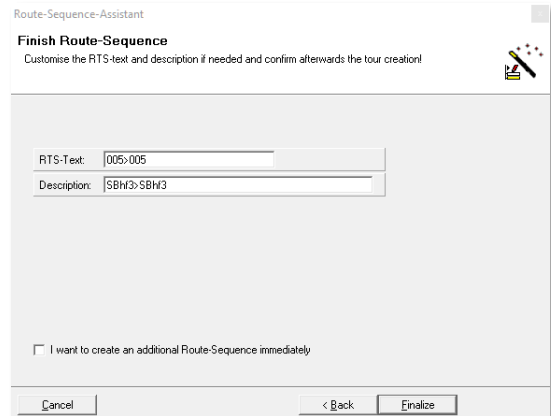 Route-Sequence-Assistant
Finish Route-Sequence
Customise the RTS-text and description if needed and confirm afterwards the tour creation!
RTS-Text: 005>005
Description: SBhf3>SBhf3
I want to create an additional Route-Sequence immediately
Cancel < Back Finalize